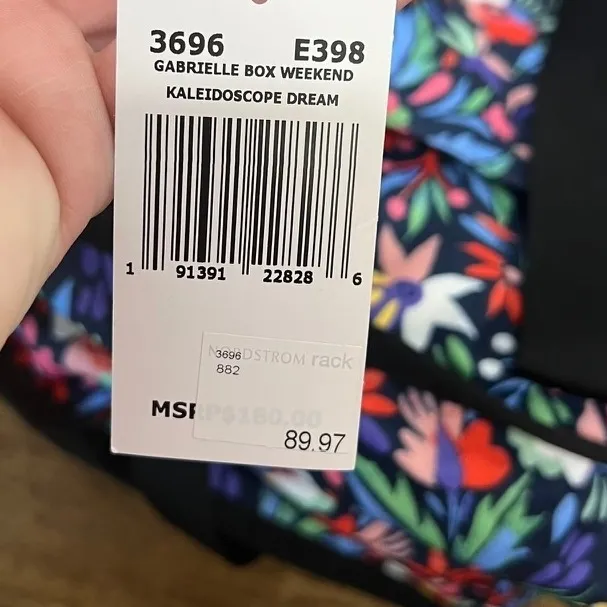 3696 E398
GABRIELLE BOX WEEKEND
KALEIDOSCOPE DREAM
1 91391 22828 6
NORDSTROM rack
3696
882
MSRP$180.00
89.97